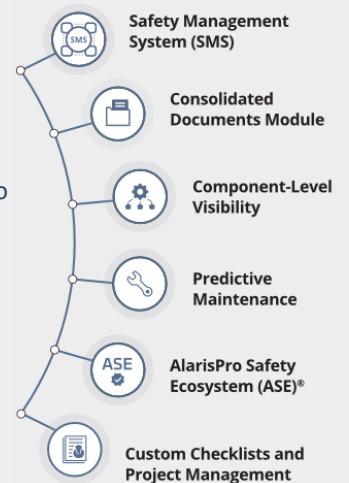 SMS
Safety Management
System (SMS)
Consolidated
Documents Module
Component-Level
Visibility
o
Predictive
Maintenance
ASE
AlarisPro Safety
Ecosystem (ASE)®
Custom Checklists and
Project Management